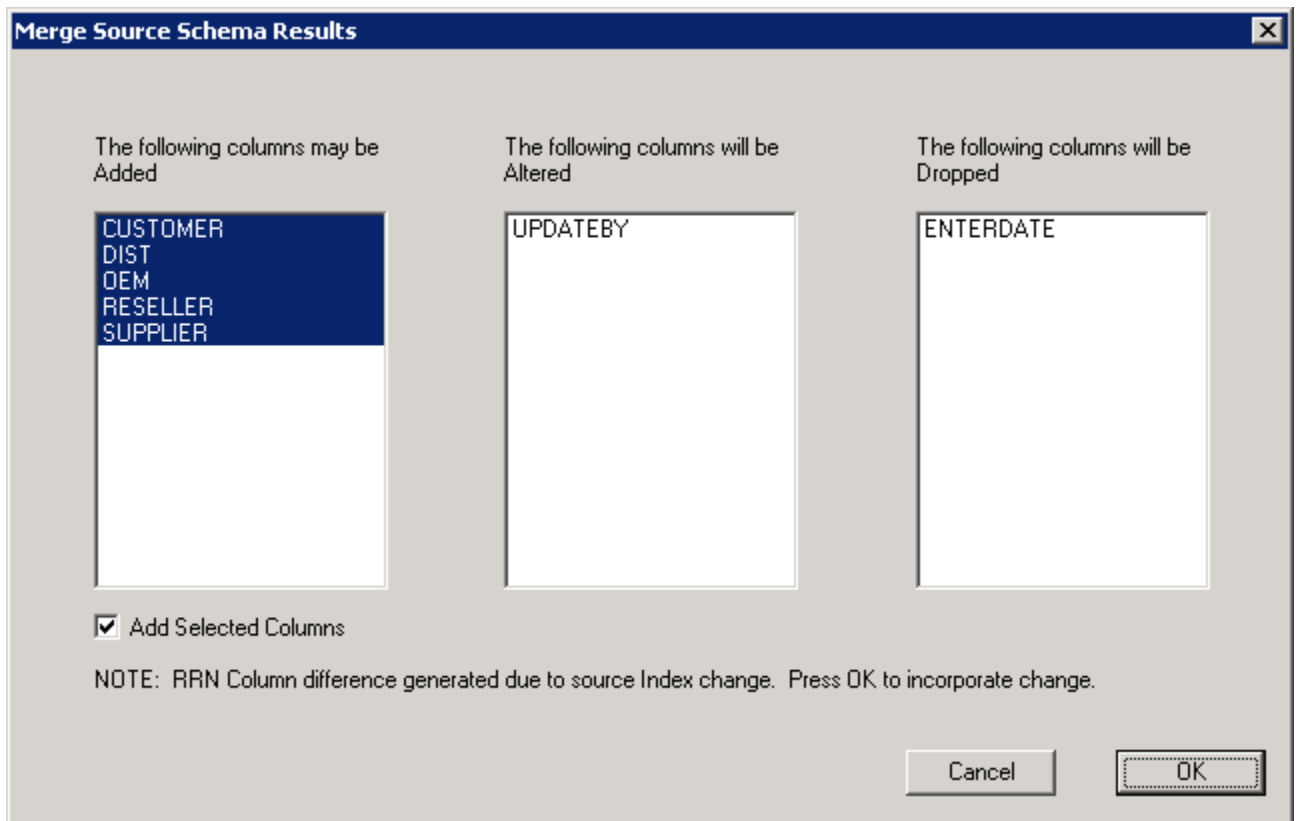 Merge Source Schema Results
The following columns may be
Added
The following columns will be
Altered
The following columns will be
Dropped
CUSTOMER
DIST
OEM
RESELLER
SUPPLIER
UPDATEBY
ENTERDATE
Add Selected Columns
NOTE:  RRN Column difference generated due to source Index change.  Press OK to incorporate change.
Cancel
OK